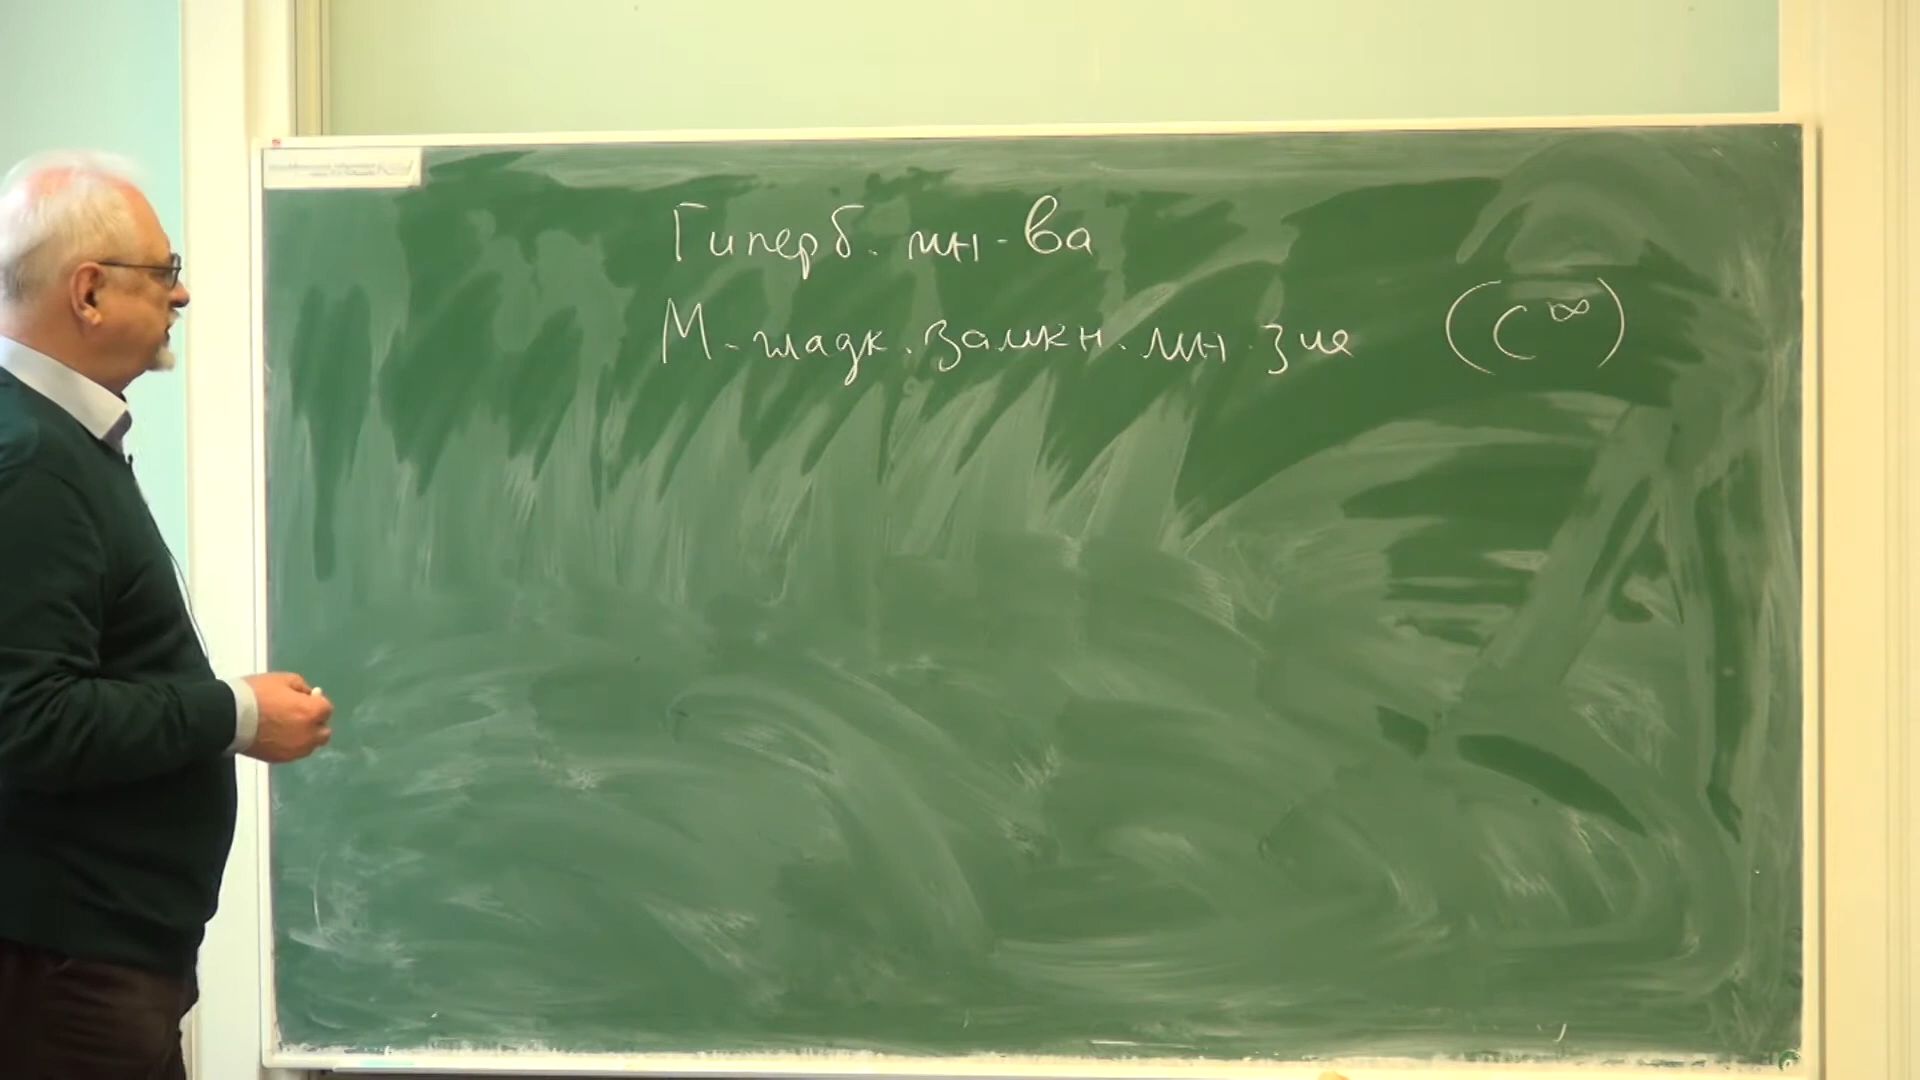 Гиперб. мн-ва
М-гладк. замкн. мн. зие (C^∞)